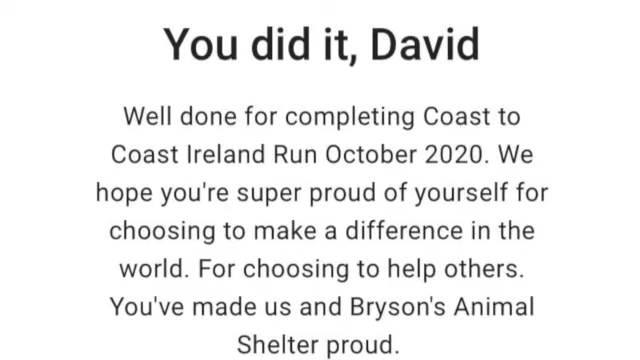 You did it, David
Well done for completing Coast to
Coast Ireland Run October 2020. We
hope you're super proud of yourself for
choosing to make a difference in the
world. For choosing to help others.
You've made us and Bryson's Animal
Shelter proud.